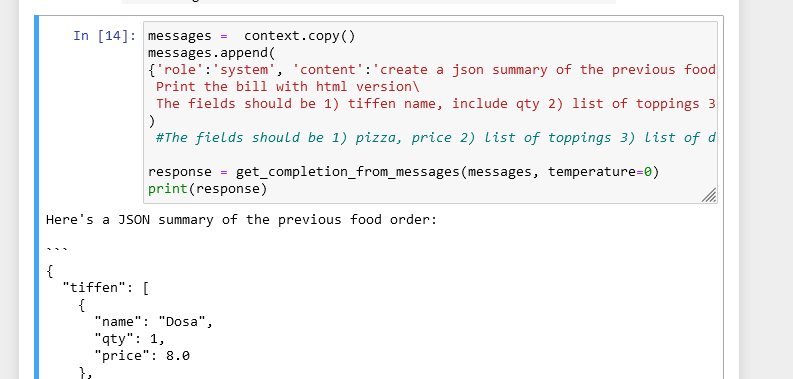 In [14]: messages =  context.copy()
messages.append(
{'role':'system', 'content':'create a json summary of the previous food
 Print the bill with html version\
 The fields should be 1) tiffen name, include qty 2) list of toppings 3
)
 #The fields should be 1) pizza, price 2) list of toppings 3) list of d
response = get_completion_from_messages(messages, temperature=0)
print(response)
Here's a JSON summary of the previous food order:
```
{
  "tiffen": [
    {
      "name": "Dosa",
      "qty": 1,
      "price": 8.0
    },